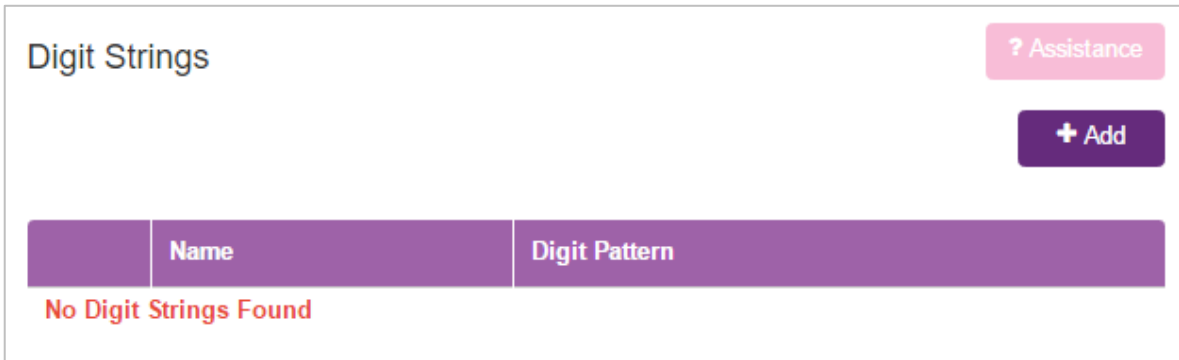 Digit Strings
? Assistance
+ Add
Name Digit Pattern
No Digit Strings Found